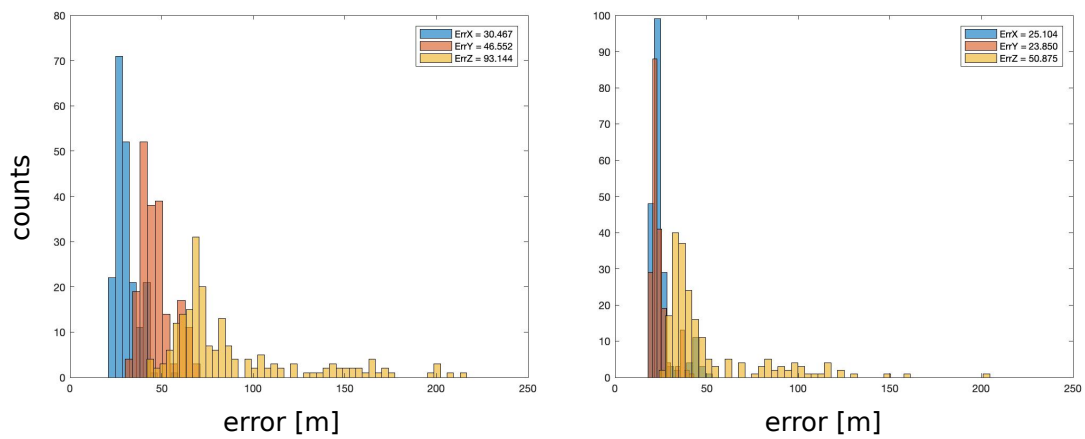 80
70
60
50
40
30
20
10
0
counts
0 50 100 150 200 250
error [m]
ErrX = 30.467
ErrY = 46.552
ErrZ = 93.144
100
90
80
70
60
50
40
30
20
10
0
0 50 100 150 200 250
error [m]
ErrX = 25.104
ErrY = 23.850
ErrZ = 50.875